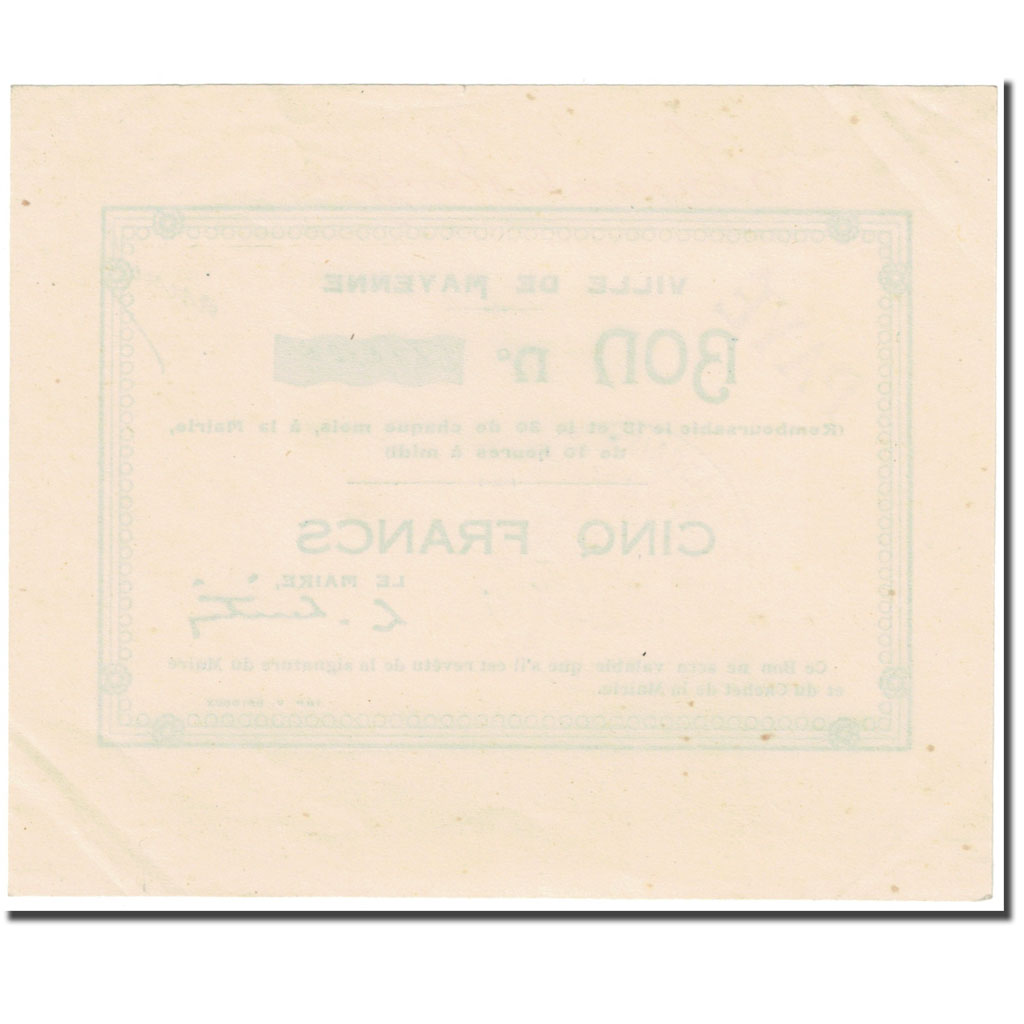 VILLE DE MAYENNE
BON n°
(Remboursable le 15 et le 30 de chaque mois, à la Mairie,
de 10 heures à midi)
CINQ FRANCS
LE MAIRE,
Ce Bon ne sera valable que s'il est revêtu de la signature du Maire
et du Cachet de la Mairie.